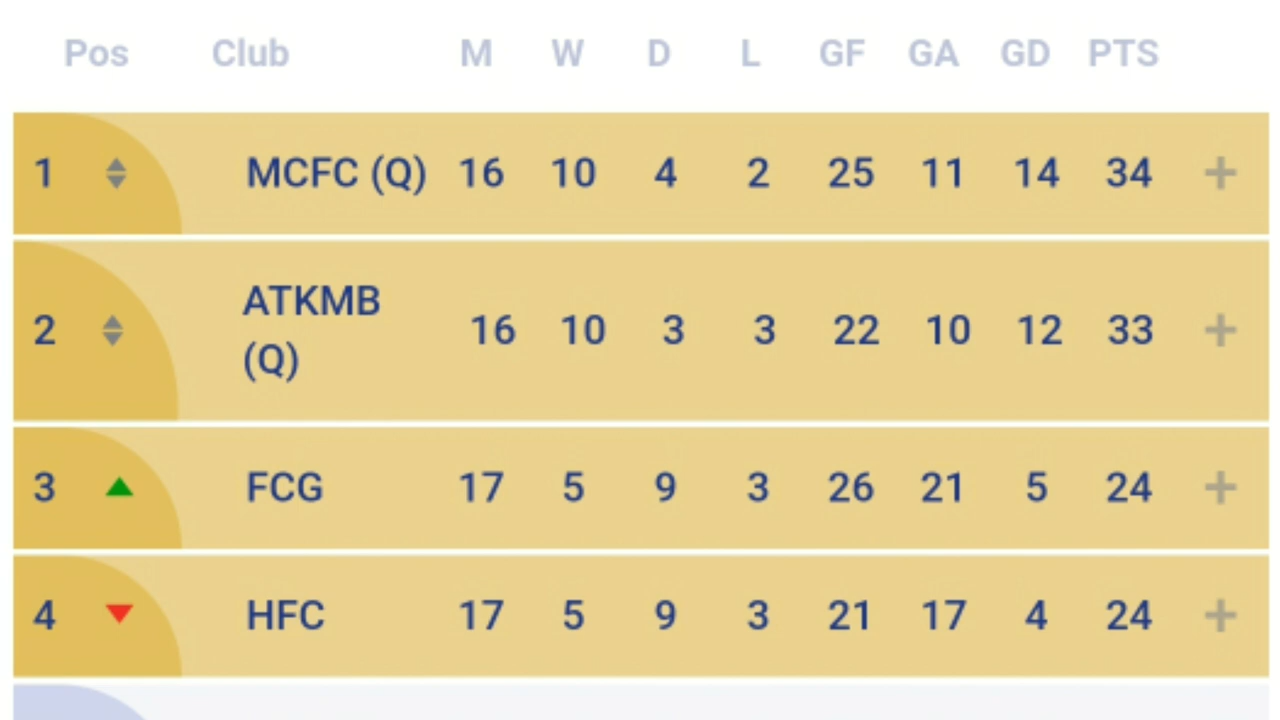 Pos Club M W D L GF GA GD PTS
1 MCFC (Q) 16 10 4 2 25 11 14 34 +
2 ATKMB (Q) 16 10 3 3 22 10 12 33 +
3 FCG 17 5 9 3 26 21 5 24 +
4 HFC 17 5 9 3 21 17 4 24 +